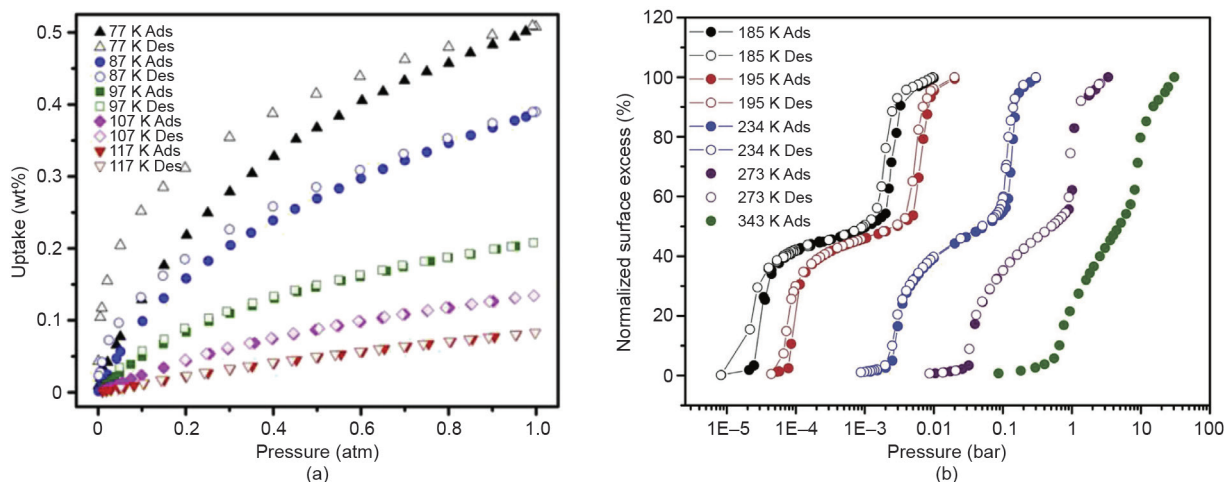 0.5
0.4
0.3
0.2
0.1
0
Uptake (wt%)
77 K Ads
77 K Des
87 K Ads
87 K Des
97 K Ads
97 K Des
107 K Ads
107 K Des
117 K Ads
117 K Des
0 0.2 0.4 0.6 0.8 1.0
Pressure (atm)
(a)
120
100
80
60
40
20
0
Normalized surface excess (%)
185 K Ads
185 K Des
195 K Ads
195 K Des
234 K Ads
234 K Des
273 K Ads
273 K Des
343 K Ads
1E–5 1E–4 1E–3 0.01 0.1 1 10 100
Pressure (bar)
(b)